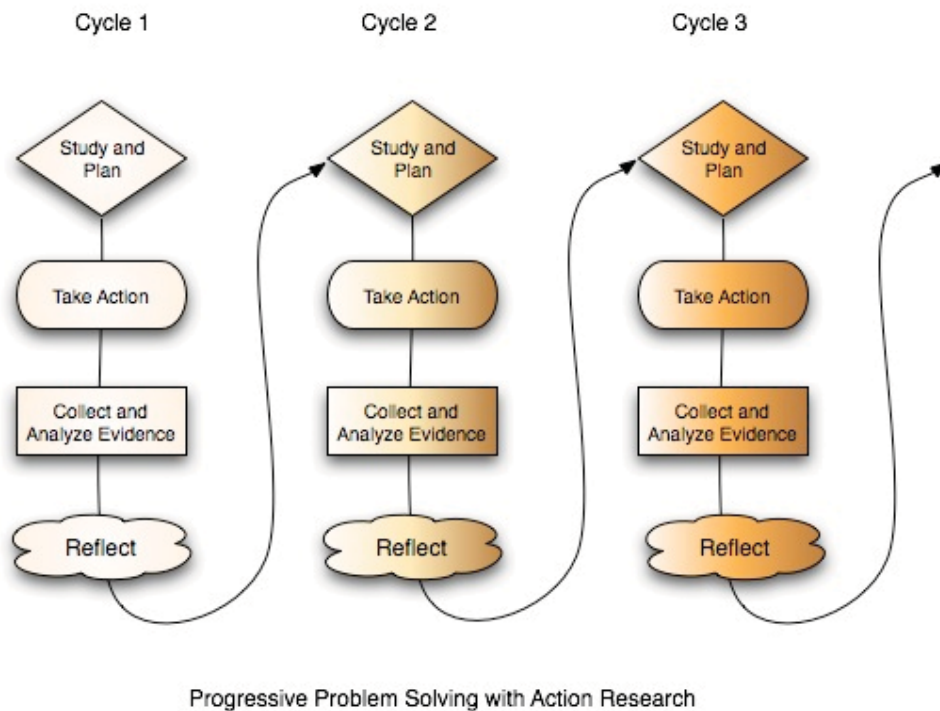 Cycle 1
Cycle 2
Cycle 3
Study and
Plan
Study and
Plan
Study and
Plan
Take Action
Take Action
Take Action
Collect and
Analyze Evidence
Collect and
Analyze Evidence
Collect and
Analyze Evidence
Reflect
Reflect
Reflect
Progressive Problem Solving with Action Research